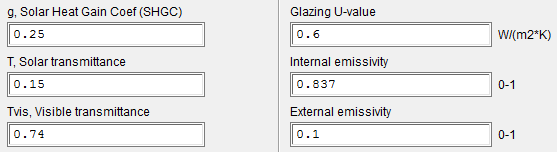 g, Solar Heat Gain Coef (SHGC)
0.25
T, Solar transmittance
0.15
Tvis, Visible transmittance
0.74
Glazing U-value
0.6 W/(m2*K)
Internal emissivity
0.837 0-1
External emissivity
0.1 0-1